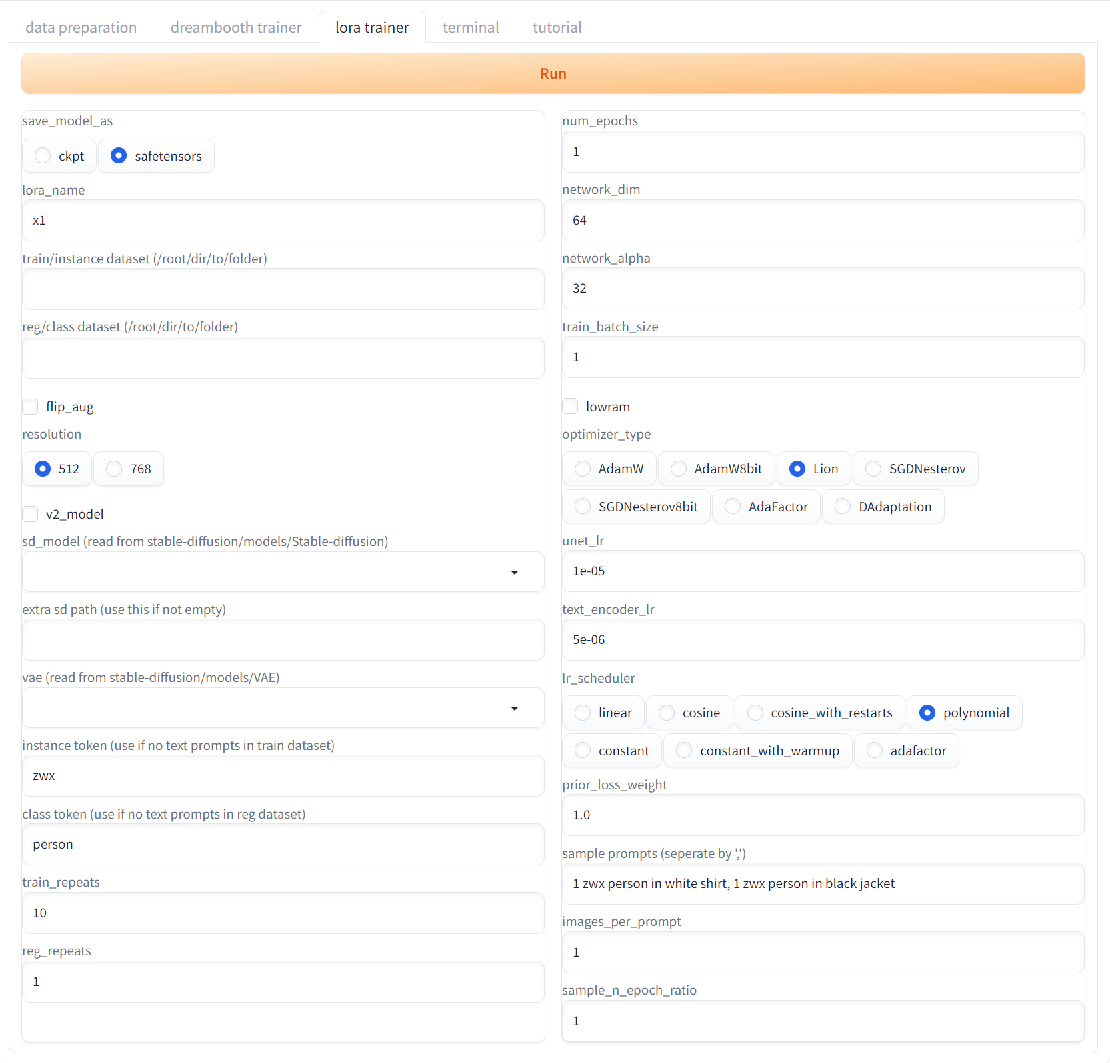 data preparation dreambooth trainer lora trainer terminal tutorial
Run
save_model_as
ckpt safetensors
lora_name
x1
train/instance dataset (/root/dir/to/folder)
reg/class dataset (/root/dir/to/folder)
flip_aug
resolution
512 768
v2_model
sd_model (read from stable-diffusion/models/Stable-diffusion)
extra sd path (use this if not empty)
vae (read from stable-diffusion/models/VAE)
instance token (use if no text prompts in train dataset)
zwx
class token (use if no text prompts in reg dataset)
person
train_repeats
10
reg_repeats
1
num_epochs
1
network_dim
64
network_alpha
32
train_batch_size
1
lowram
optimizer_type
AdamW AdamW8bit Lion SGDNesterov
SGDNesterov8bit AdaFactor DAdaptation
unet_lr
1e-05
text_encoder_lr
5e-06
lr_scheduler
linear cosine cosine_with_restarts polynomial
constant constant_with_warmup adafactor
prior_loss_weight
1.0
sample prompts (seperate by ',')
1 zwx person in white shirt, 1 zwx person in black jacket
images_per_prompt
1
sample_n_epoch_ratio
1